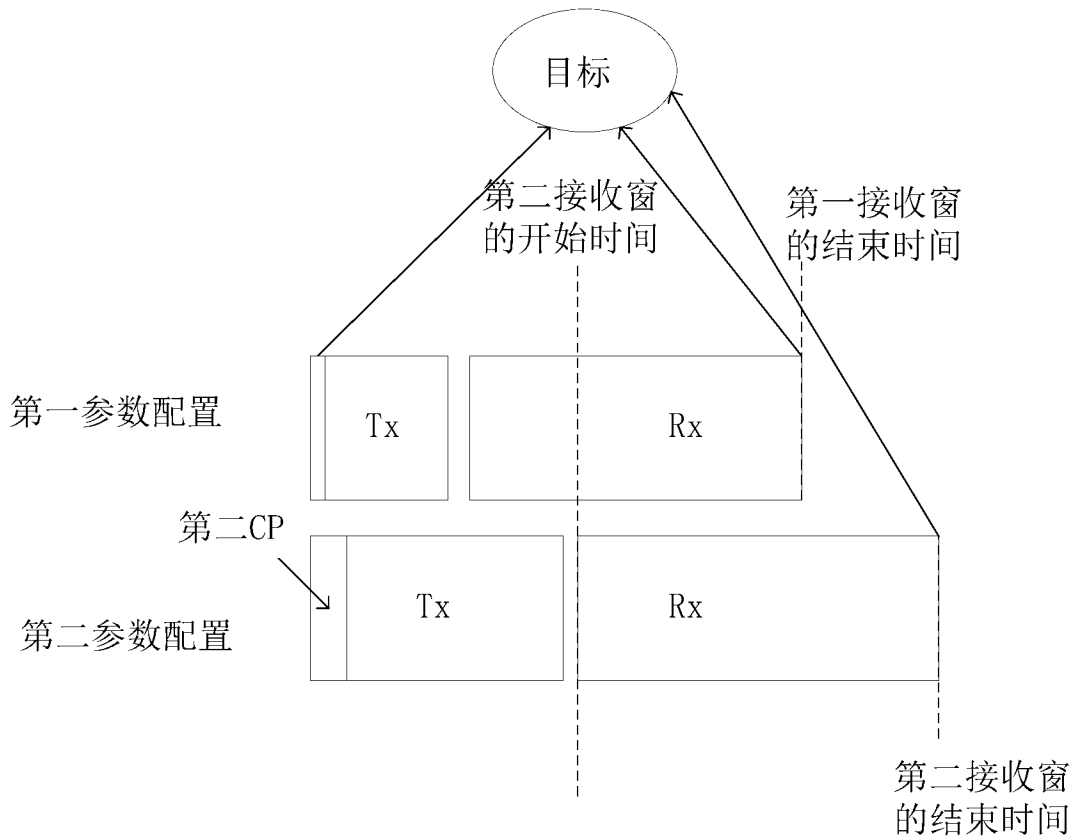 目标
第二接收窗
的开始时间
第一接收窗
的结束时间
第一参数配置
Tx
Rx
第二CP
第二参数配置
Tx
Rx
第二接收窗
的结束时间